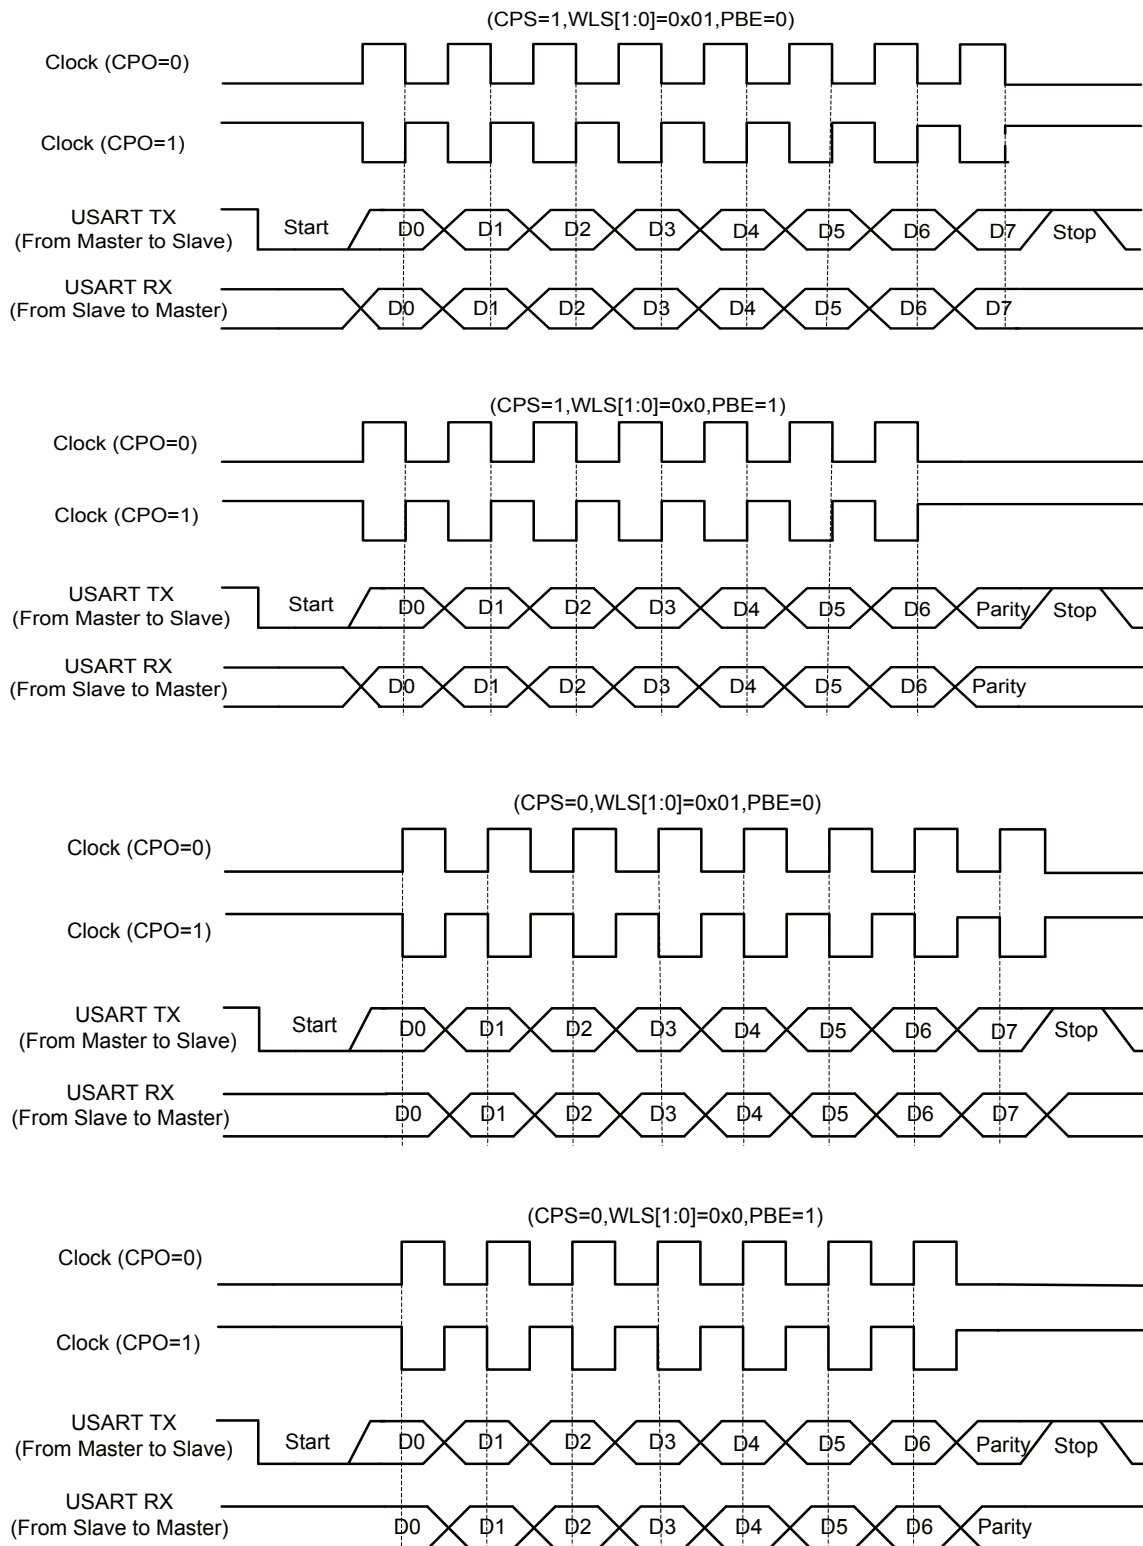 (CPS=1,WLS[1:0]=0x01,PBE=0)
Clock (CPO=0)
Clock (CPO=1)
USART TX
(From Master to Slave)
Start D0 D1 D2 D3 D4 D5 D6 D7 Stop
USART RX
(From Slave to Master)
D0 D1 D2 D3 D4 D5 D6 D7
(CPS=1,WLS[1:0]=0x0,PBE=1)
Clock (CPO=0)
Clock (CPO=1)
USART TX
(From Master to Slave)
Start D0 D1 D2 D3 D4 D5 D6 Parity Stop
USART RX
(From Slave to Master)
D0 D1 D2 D3 D4 D5 D6 Parity
(CPS=0,WLS[1:0]=0x01,PBE=0)
Clock (CPO=0)
Clock (CPO=1)
USART TX
(From Master to Slave)
Start D0 D1 D2 D3 D4 D5 D6 D7 Stop
USART RX
(From Slave to Master)
D0 D1 D2 D3 D4 D5 D6 D7
(CPS=0,WLS[1:0]=0x0,PBE=1)
Clock (CPO=0)
Clock (CPO=1)
USART TX
(From Master to Slave)
Start D0 D1 D2 D3 D4 D5 D6 Parity Stop
USART RX
(From Slave to Master)
D0 D1 D2 D3 D4 D5 D6 Parity